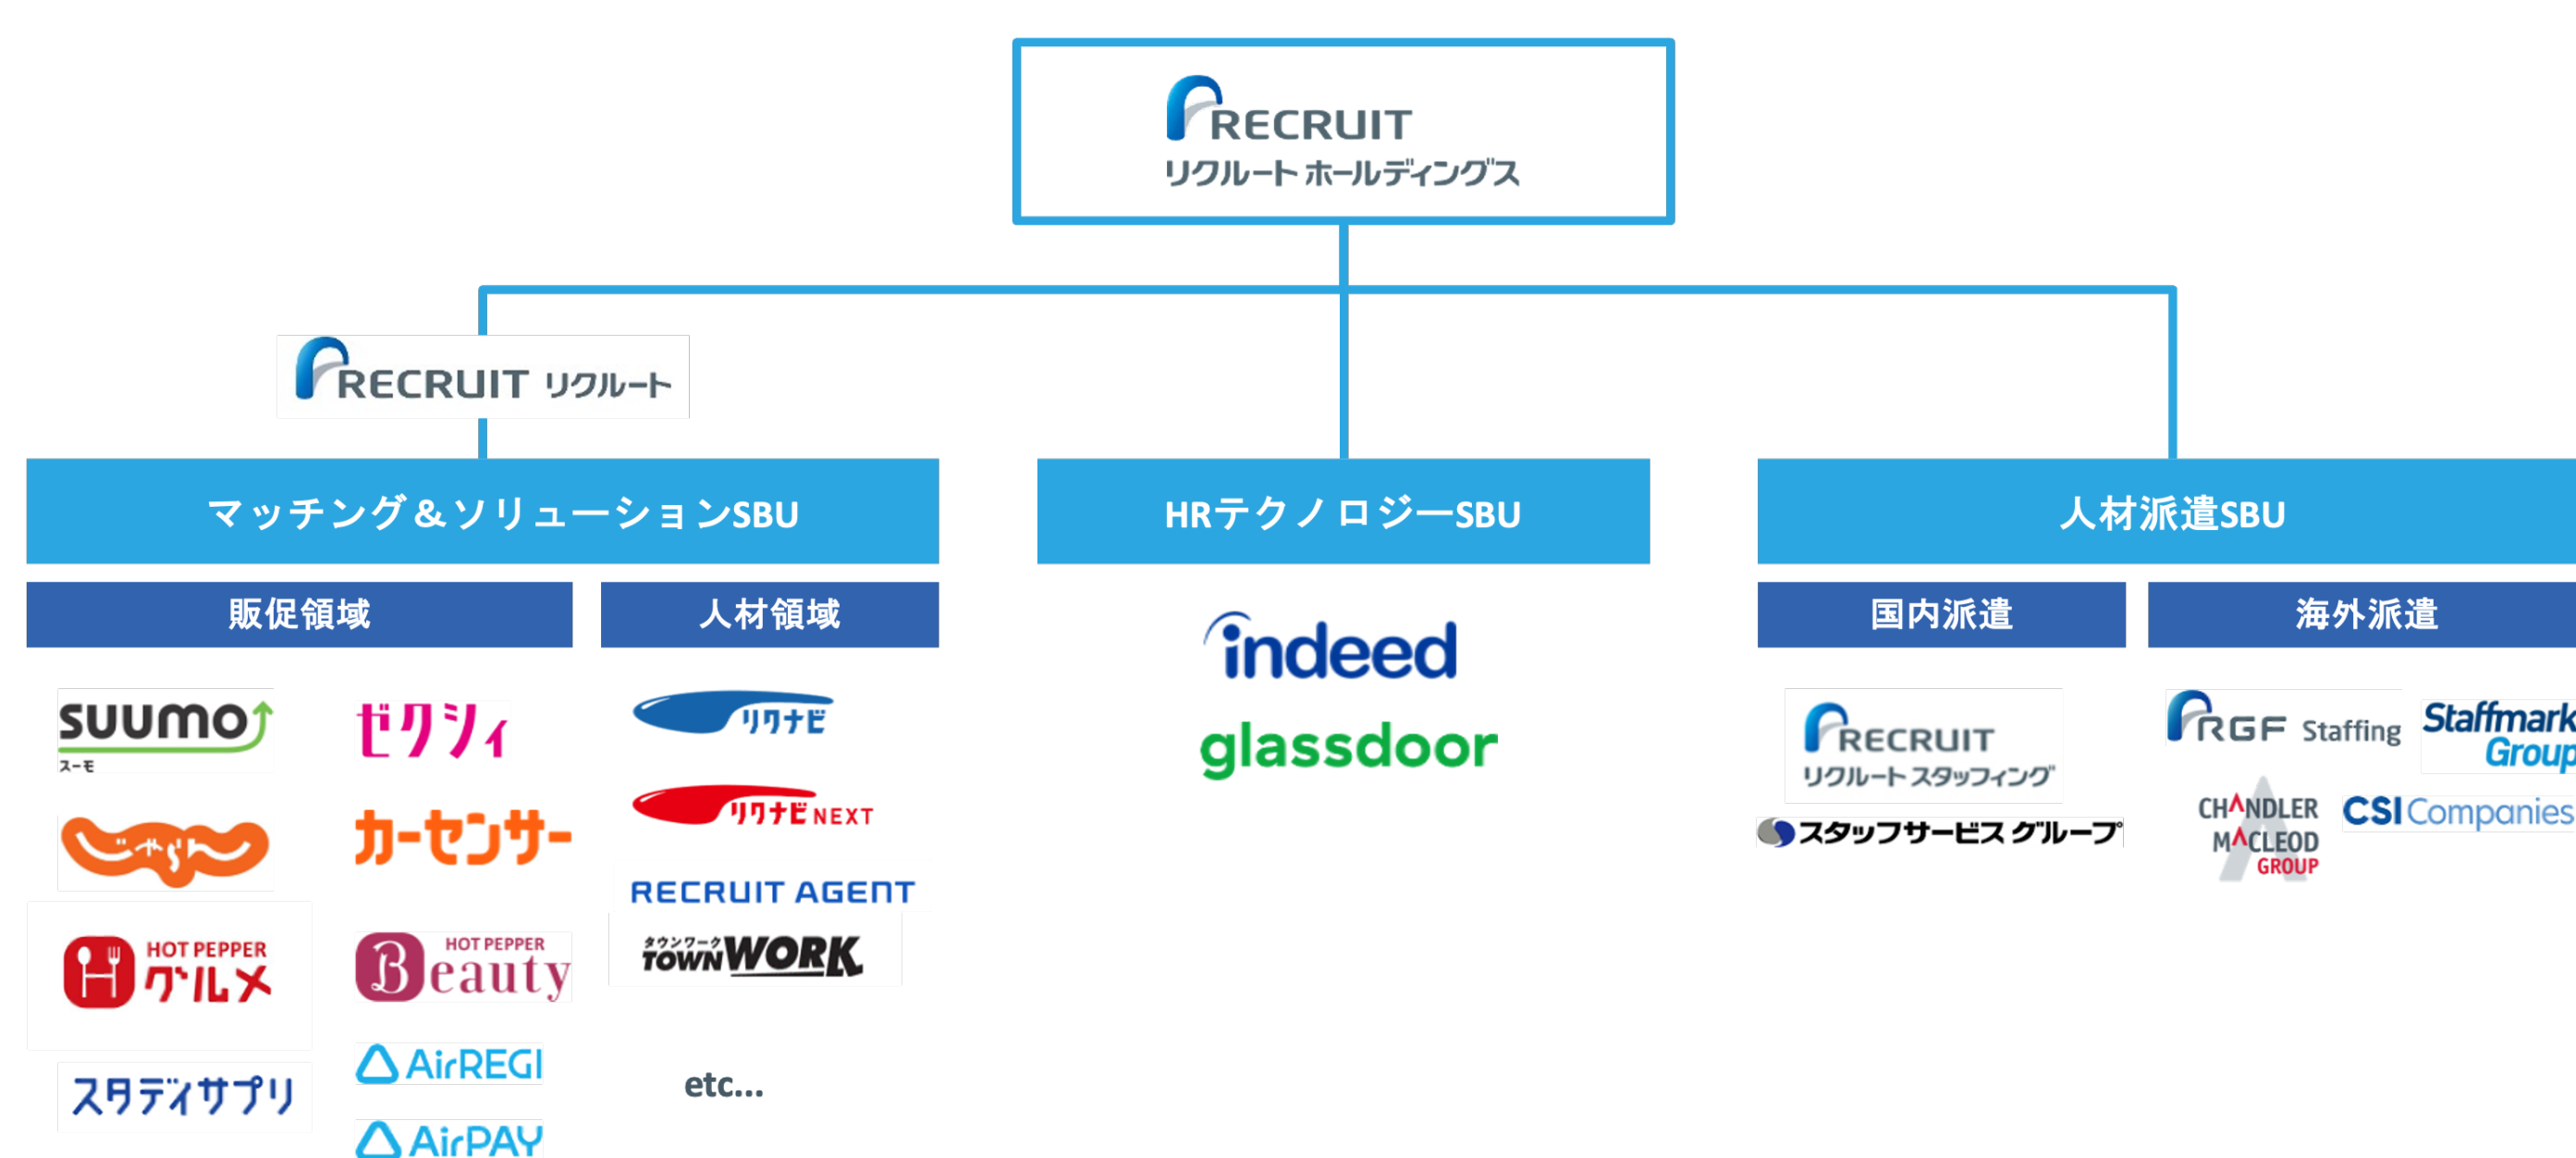 RECRUIT
リクルート ホールディングス
RECRUIT リクルート
マッチング＆ソリューションSBU
販促領域
人材領域
suumo
スーモ
ゼクシィ
じゃらん
カーセンサー
HOT PEPPER
グルメ
HOT PEPPER
Beauty
スタディサプリ
AirREGI
AirPAY
リクナビ
リクナビNEXT
RECRUIT AGENT
タウンワーク
TOWNWORK
etc...
HRテクノロジーSBU
indeed
glassdoor
人材派遣SBU
国内派遣
海外派遣
RECRUIT
リクルート スタッフィング
スタッフサービス グループ
RGF Staffing
Staffmark
Group
CHANDLER
MACLEOD
GROUP
CSI Companies